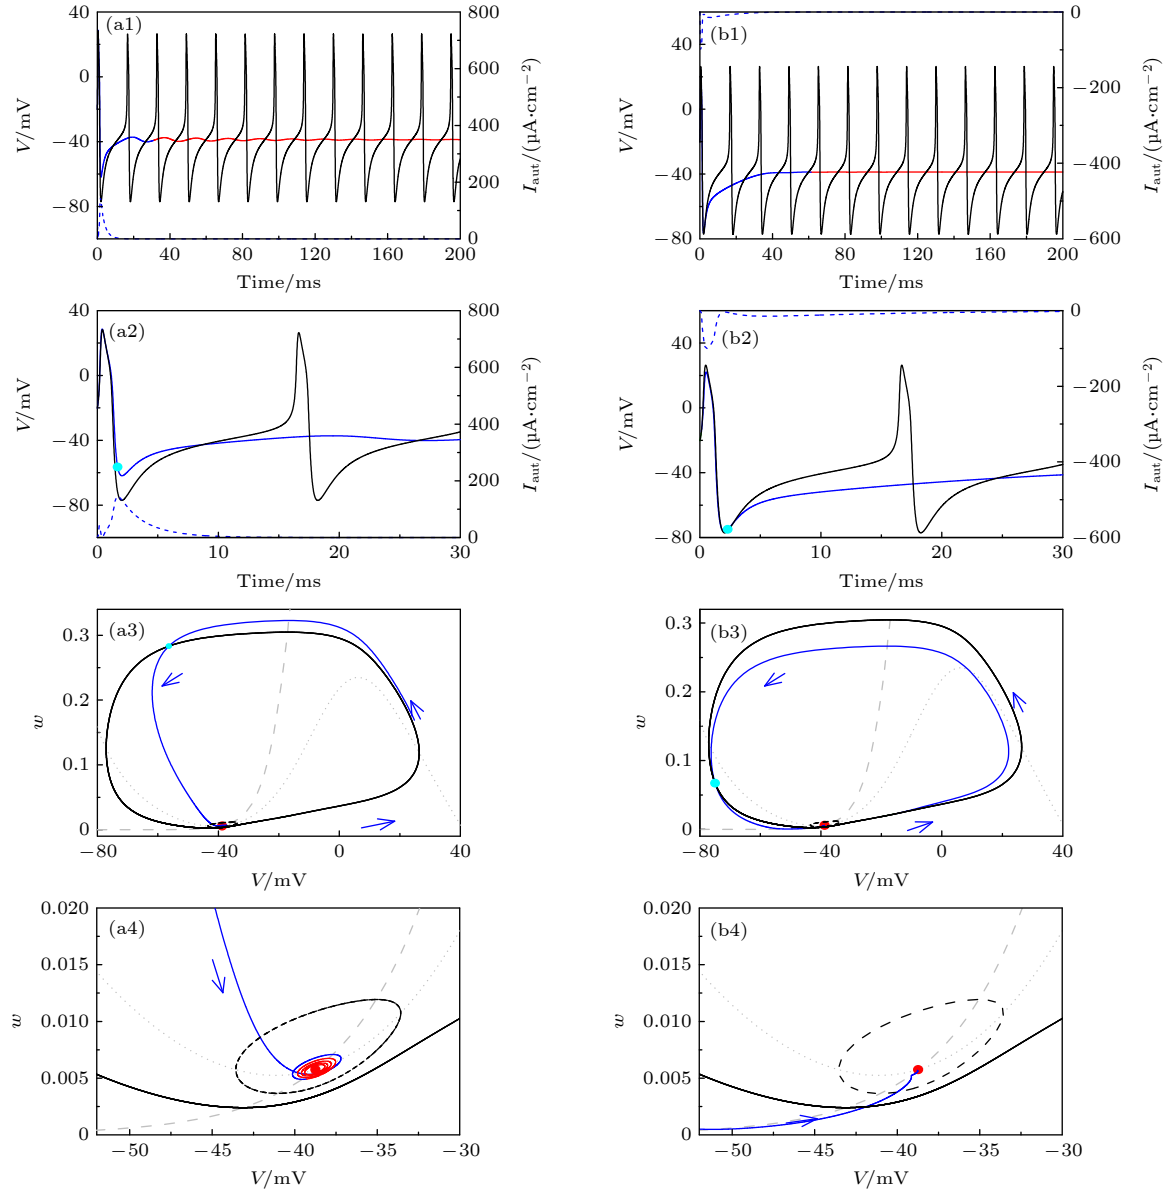 (a1)
40
0
−40
−80
V/mV
800
600
400
200
0
I_aut/(μA·cm⁻²)
0 40 80 120 160 200
Time/ms
(b1)
40
0
−40
−80
V/mV
0
−200
−400
−600
I_aut/(μA·cm⁻²)
0 40 80 120 160 200
Time/ms
(a2)
40
0
−40
−80
V/mV
800
600
400
200
0
I_aut/(μA·cm⁻²)
0 10 20 30
Time/ms
(b2)
40
0
−40
−80
V/mV
0
−200
−400
−600
I_aut/(μA·cm⁻²)
0 10 20 30
Time/ms
(a3)
0.3
0.2
0.1
0
w
−80 −40 0 40
V/mV
(b3)
0.3
0.2
0.1
0
w
−80 −40 0 40
V/mV
(a4)
0.020
0.015
0.010
0.005
0
w
−50 −45 −40 −35 −30
V/mV
(b4)
0.020
0.015
0.010
0.005
0
w
−50 −45 −40 −35 −30
V/mV